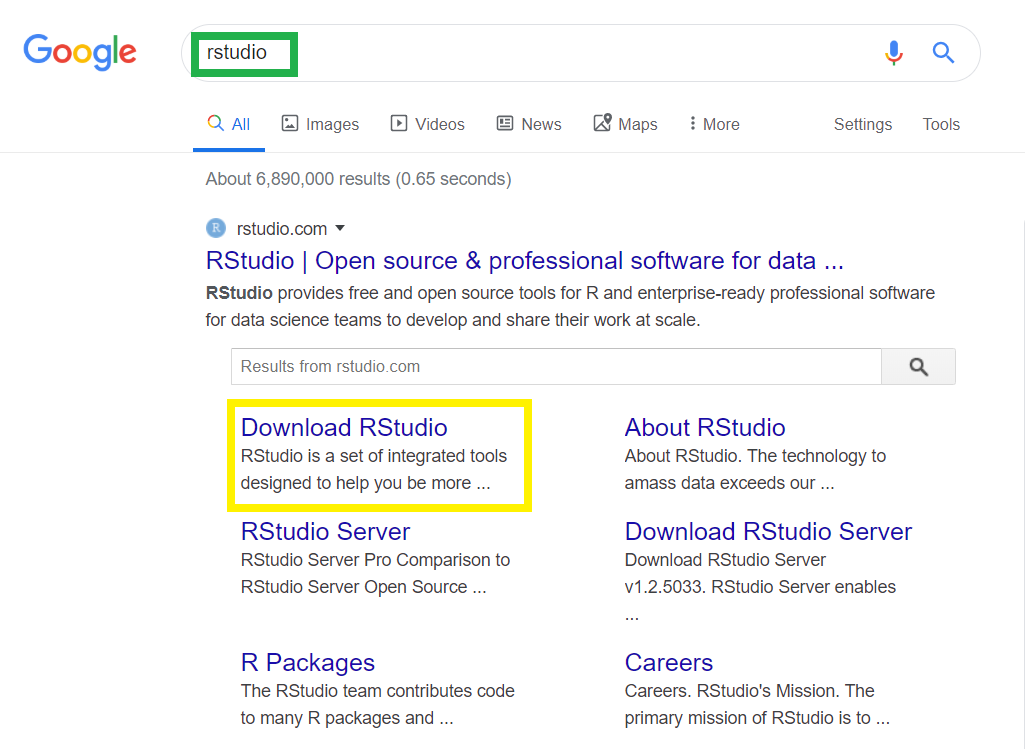 Google
rstudio
All Images Videos News Maps More Settings Tools
About 6,890,000 results (0.65 seconds)
R rstudio.com
RStudio | Open source & professional software for data ...
RStudio provides free and open source tools for R and enterprise-ready professional software
for data science teams to develop and share their work at scale.
Results from rstudio.com
Download RStudio
RStudio is a set of integrated tools
designed to help you be more ...
About RStudio
About RStudio. The technology to
amass data exceeds our ...
RStudio Server
RStudio Server Pro Comparison to
RStudio Server Open Source ...
Download RStudio Server
Download RStudio Server
v1.2.5033. RStudio Server enables
...
R Packages
The RStudio team contributes code
to many R packages and ...
Careers
Careers. RStudio's Mission. The
primary mission of RStudio is to ...